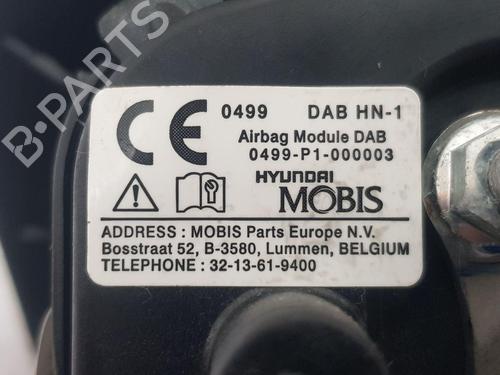 CE 0499 DAB HN-1
Airbag Module DAB
0499-P1-000003
HYUNDAI
MOBIS
ADDRESS : MOBIS Parts Europe N.V.
Bosstraat 52, B-3580, Lummen, BELGIUM
TELEPHONE : 32-13-61-9400
B-PARTS